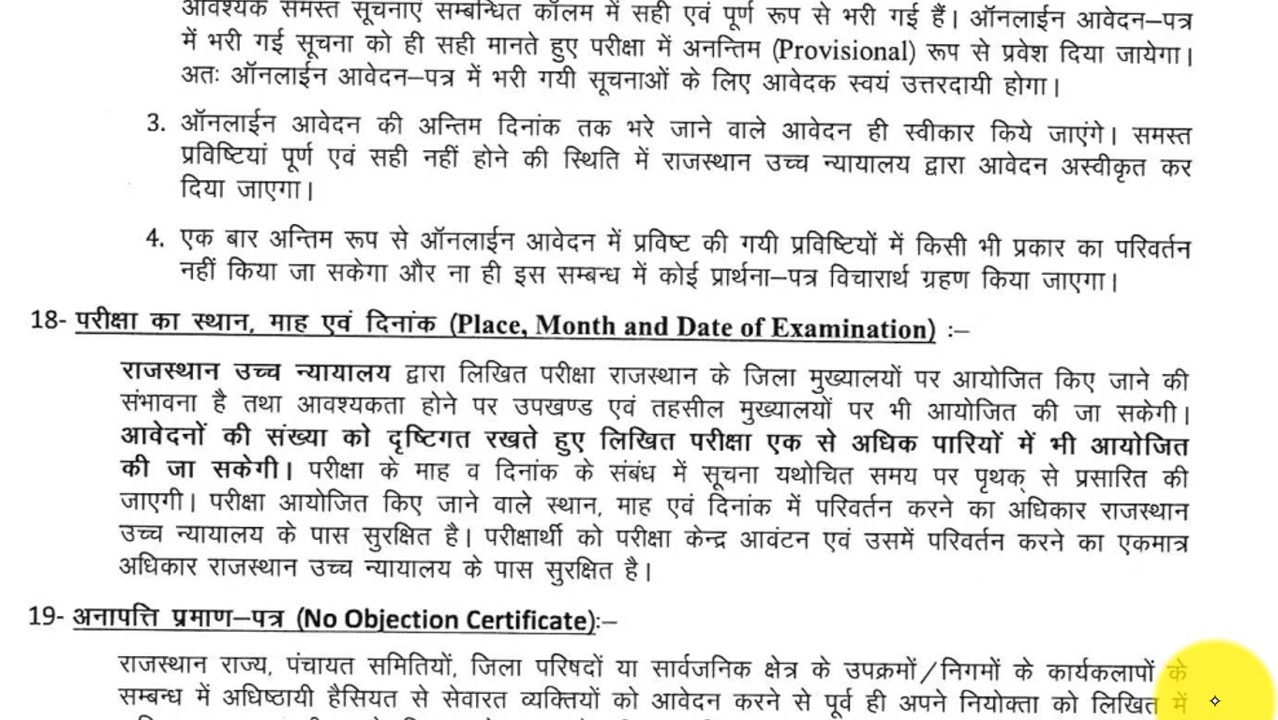 आवश्यक समस्त सूचनाएं सम्बन्धित कॉलम में सही एवं पूर्ण रूप से भरी गई हैं। ऑनलाईन आवेदन–पत्र
में भरी गई सूचना को ही सही मानते हुए परीक्षा में अनन्तिम (Provisional) रूप से प्रवेश दिया जायेगा।
अतः ऑनलाईन आवेदन–पत्र में भरी गयी सूचनाओं के लिए आवेदक स्वयं उत्तरदायी होगा।
3. ऑनलाईन आवेदन की अन्तिम दिनांक तक भरे जाने वाले आवेदन ही स्वीकार किये जाएंगे। समस्त
प्रविष्टियां पूर्ण एवं सही नहीं होने की स्थिति में राजस्थान उच्च न्यायालय द्वारा आवेदन अस्वीकृत कर
दिया जाएगा।
4. एक बार अन्तिम रूप से ऑनलाईन आवेदन में प्रविष्ट की गयी प्रविष्टियों में किसी भी प्रकार का परिवर्तन
नहीं किया जा सकेगा और ना ही इस सम्बन्ध में कोई प्रार्थना–पत्र विचारार्थ ग्रहण किया जाएगा।
18- परीक्षा का स्थान, माह एवं दिनांक (Place, Month and Date of Examination) :–
राजस्थान उच्च न्यायालय द्वारा लिखित परीक्षा राजस्थान के जिला मुख्यालयों पर आयोजित किए जाने की
संभावना है तथा आवश्यकता होने पर उपखण्ड एवं तहसील मुख्यालयों पर भी आयोजित की जा सकेगी।
आवेदनों की संख्या को दृष्टिगत रखते हुए लिखित परीक्षा एक से अधिक पारियों में भी आयोजित
की जा सकेगी। परीक्षा के माह व दिनांक के संबंध में सूचना यथोचित समय पर पृथक् से प्रसारित की
जाएगी। परीक्षा आयोजित किए जाने वाले स्थान, माह एवं दिनांक में परिवर्तन करने का अधिकार राजस्थान
उच्च न्यायालय के पास सुरक्षित है। परीक्षार्थी को परीक्षा केन्द्र आवंटन एवं उसमें परिवर्तन करने का एकमात्र
अधिकार राजस्थान उच्च न्यायालय के पास सुरक्षित है।
19- अनापत्ति प्रमाण–पत्र (No Objection Certificate):–
राजस्थान राज्य, पंचायत समितियों, जिला परिषदों या सार्वजनिक क्षेत्र के उपक्रमों/निगमों के कार्यकलापों के
सम्बन्ध में अधिष्ठायी हैसियत से सेवारत व्यक्तियों को आवेदन करने से पूर्व ही अपने नियोक्ता को लिखित में